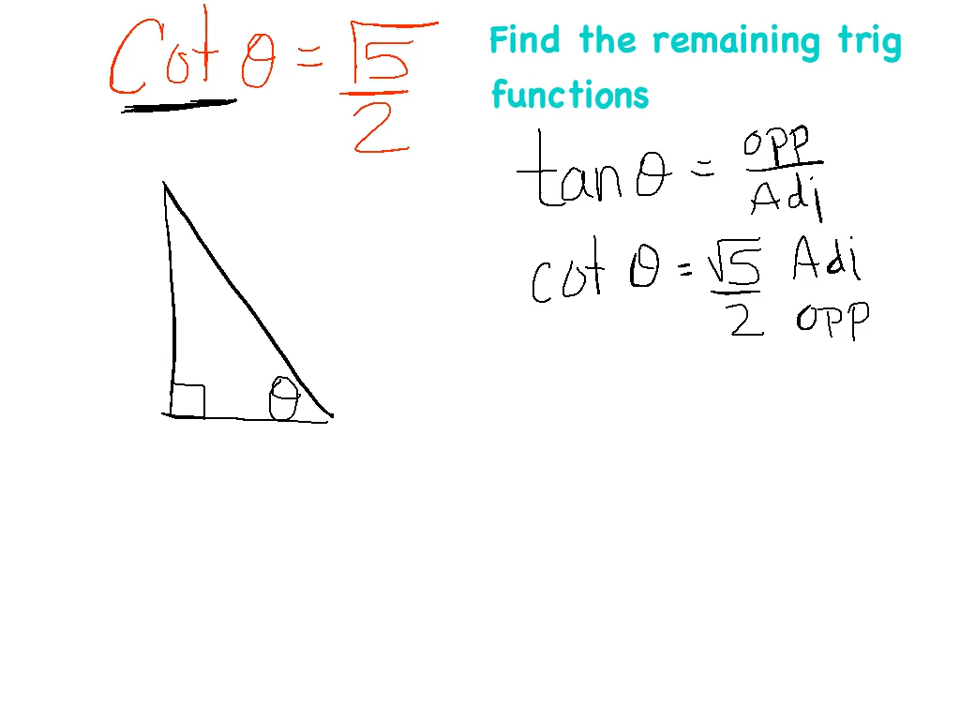 Cot θ = √5/2
Find the remaining trig
functions
tan θ = opp/Adj
cot θ = √5/2 Adj/opp
θ